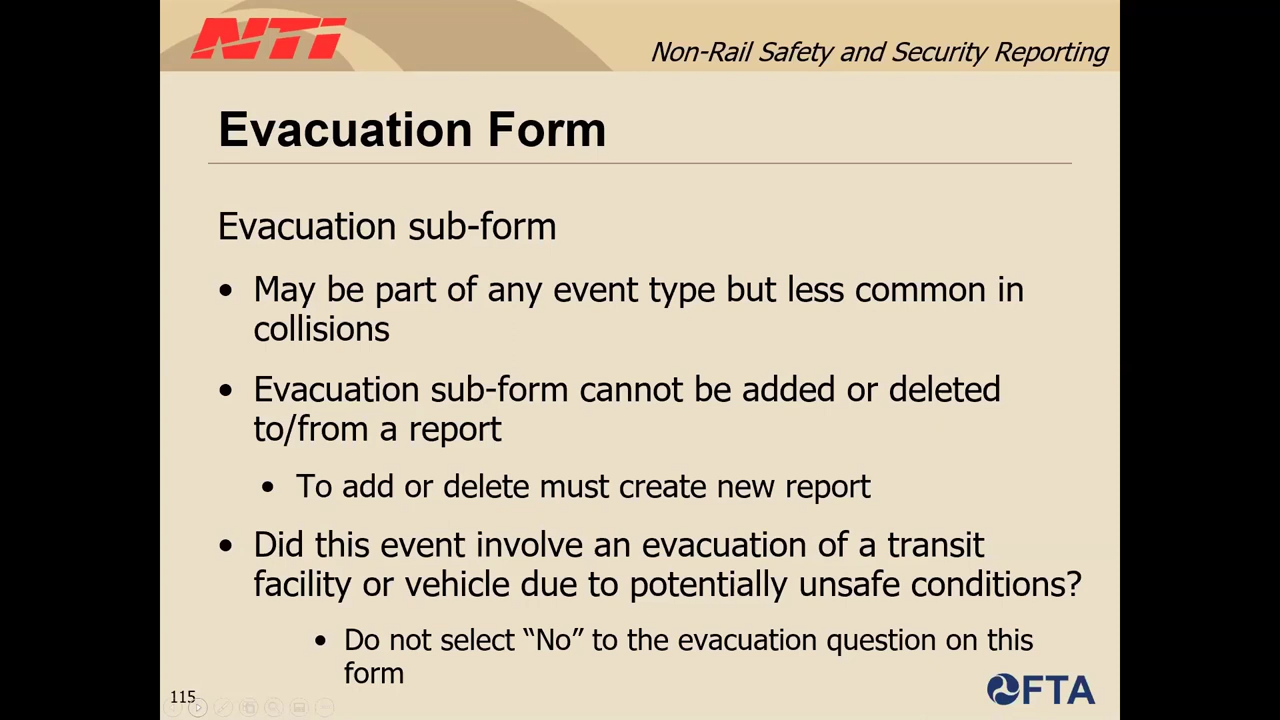 NTI
Non-Rail Safety and Security Reporting
Evacuation Form
Evacuation sub-form
• May be part of any event type but less common in
collisions
• Evacuation sub-form cannot be added or deleted
to/from a report
• To add or delete must create new report
• Did this event involve an evacuation of a transit
facility or vehicle due to potentially unsafe conditions?
• Do not select “No” to the evacuation question on this
form
115
FTA